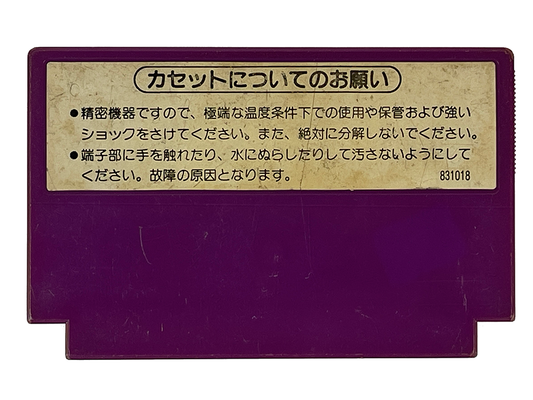 カセットについてのお願い
●精密機器ですので、極端な温度条件下での使用や保管および強い
ショックをさけてください。また、絶対に分解しないでください。
●端子部に手を触れたり、水にぬらしたりして汚さないようにして
ください。故障の原因となります。
831018